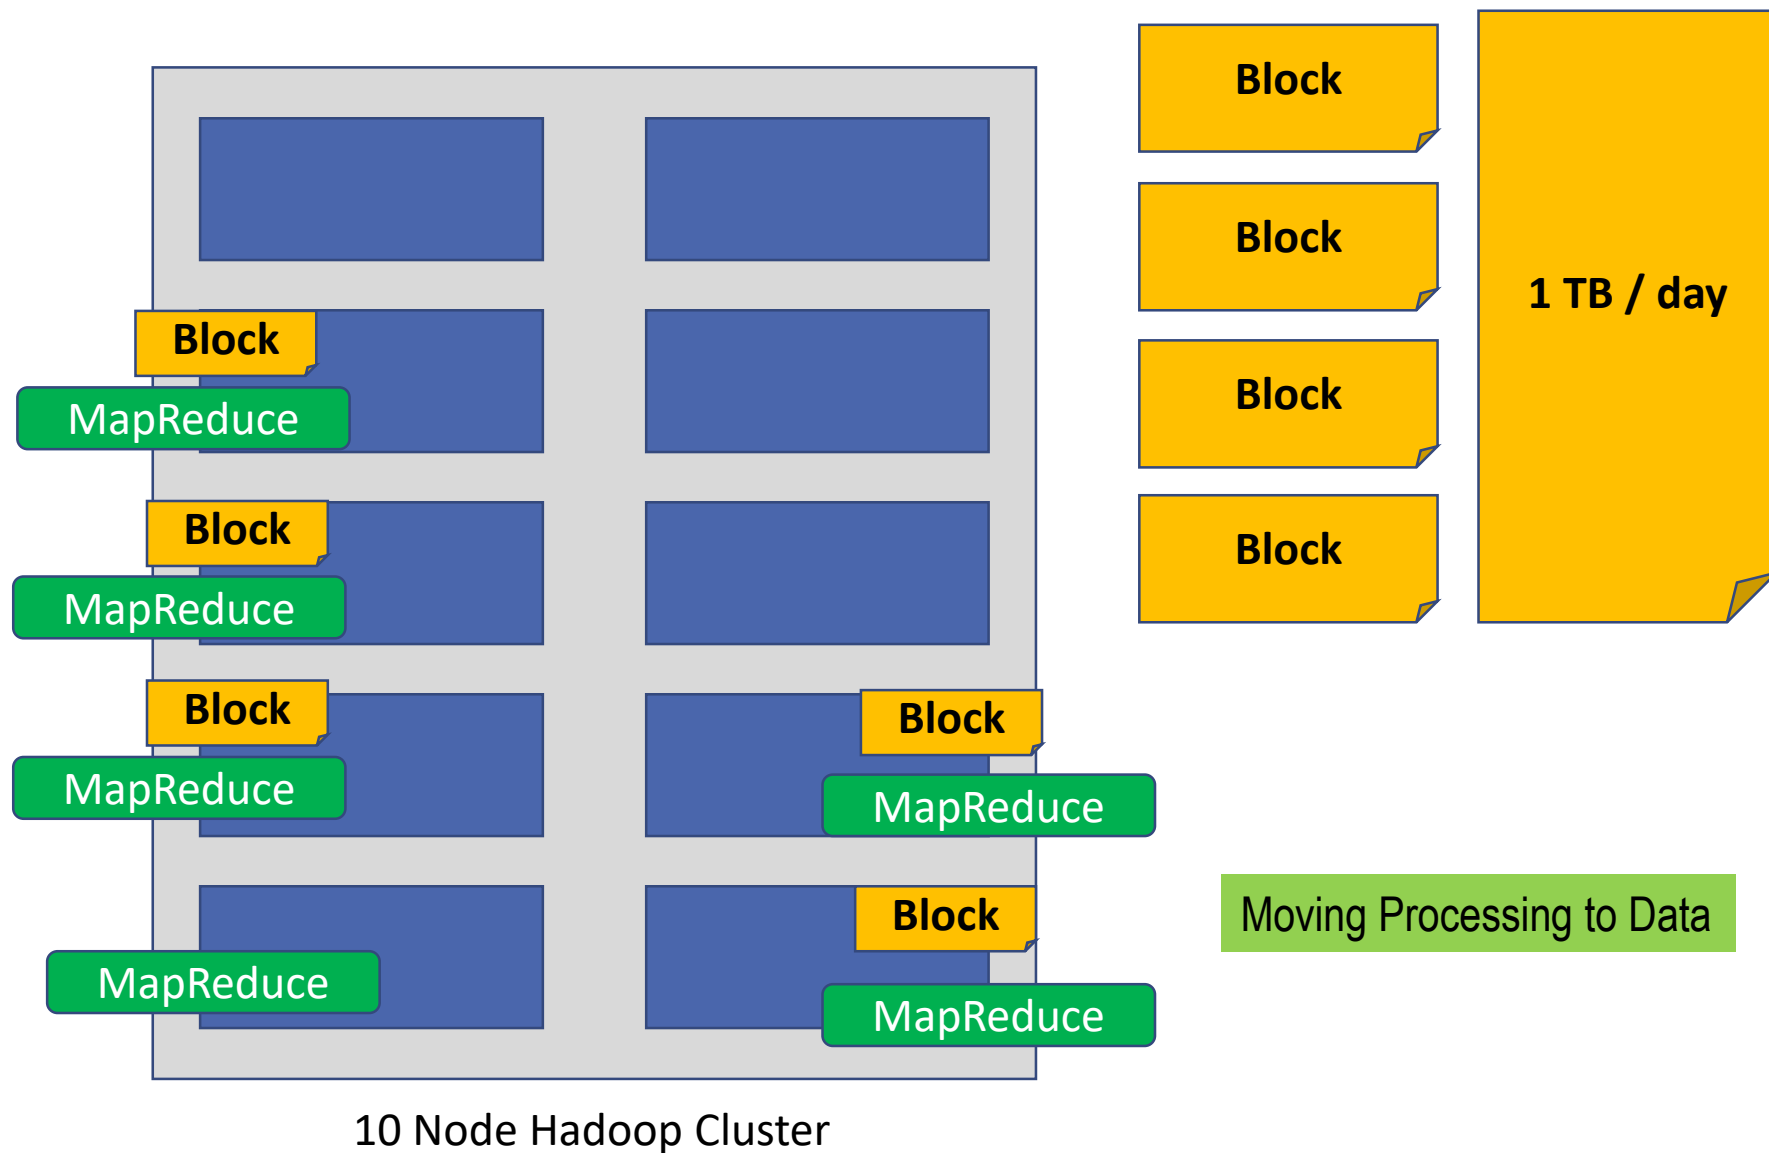 Block
Block
Block
Block
1 TB / day
Block
MapReduce
Block
MapReduce
Block
MapReduce
Block
MapReduce
MapReduce
Block
MapReduce
Moving Processing to Data
10 Node Hadoop Cluster